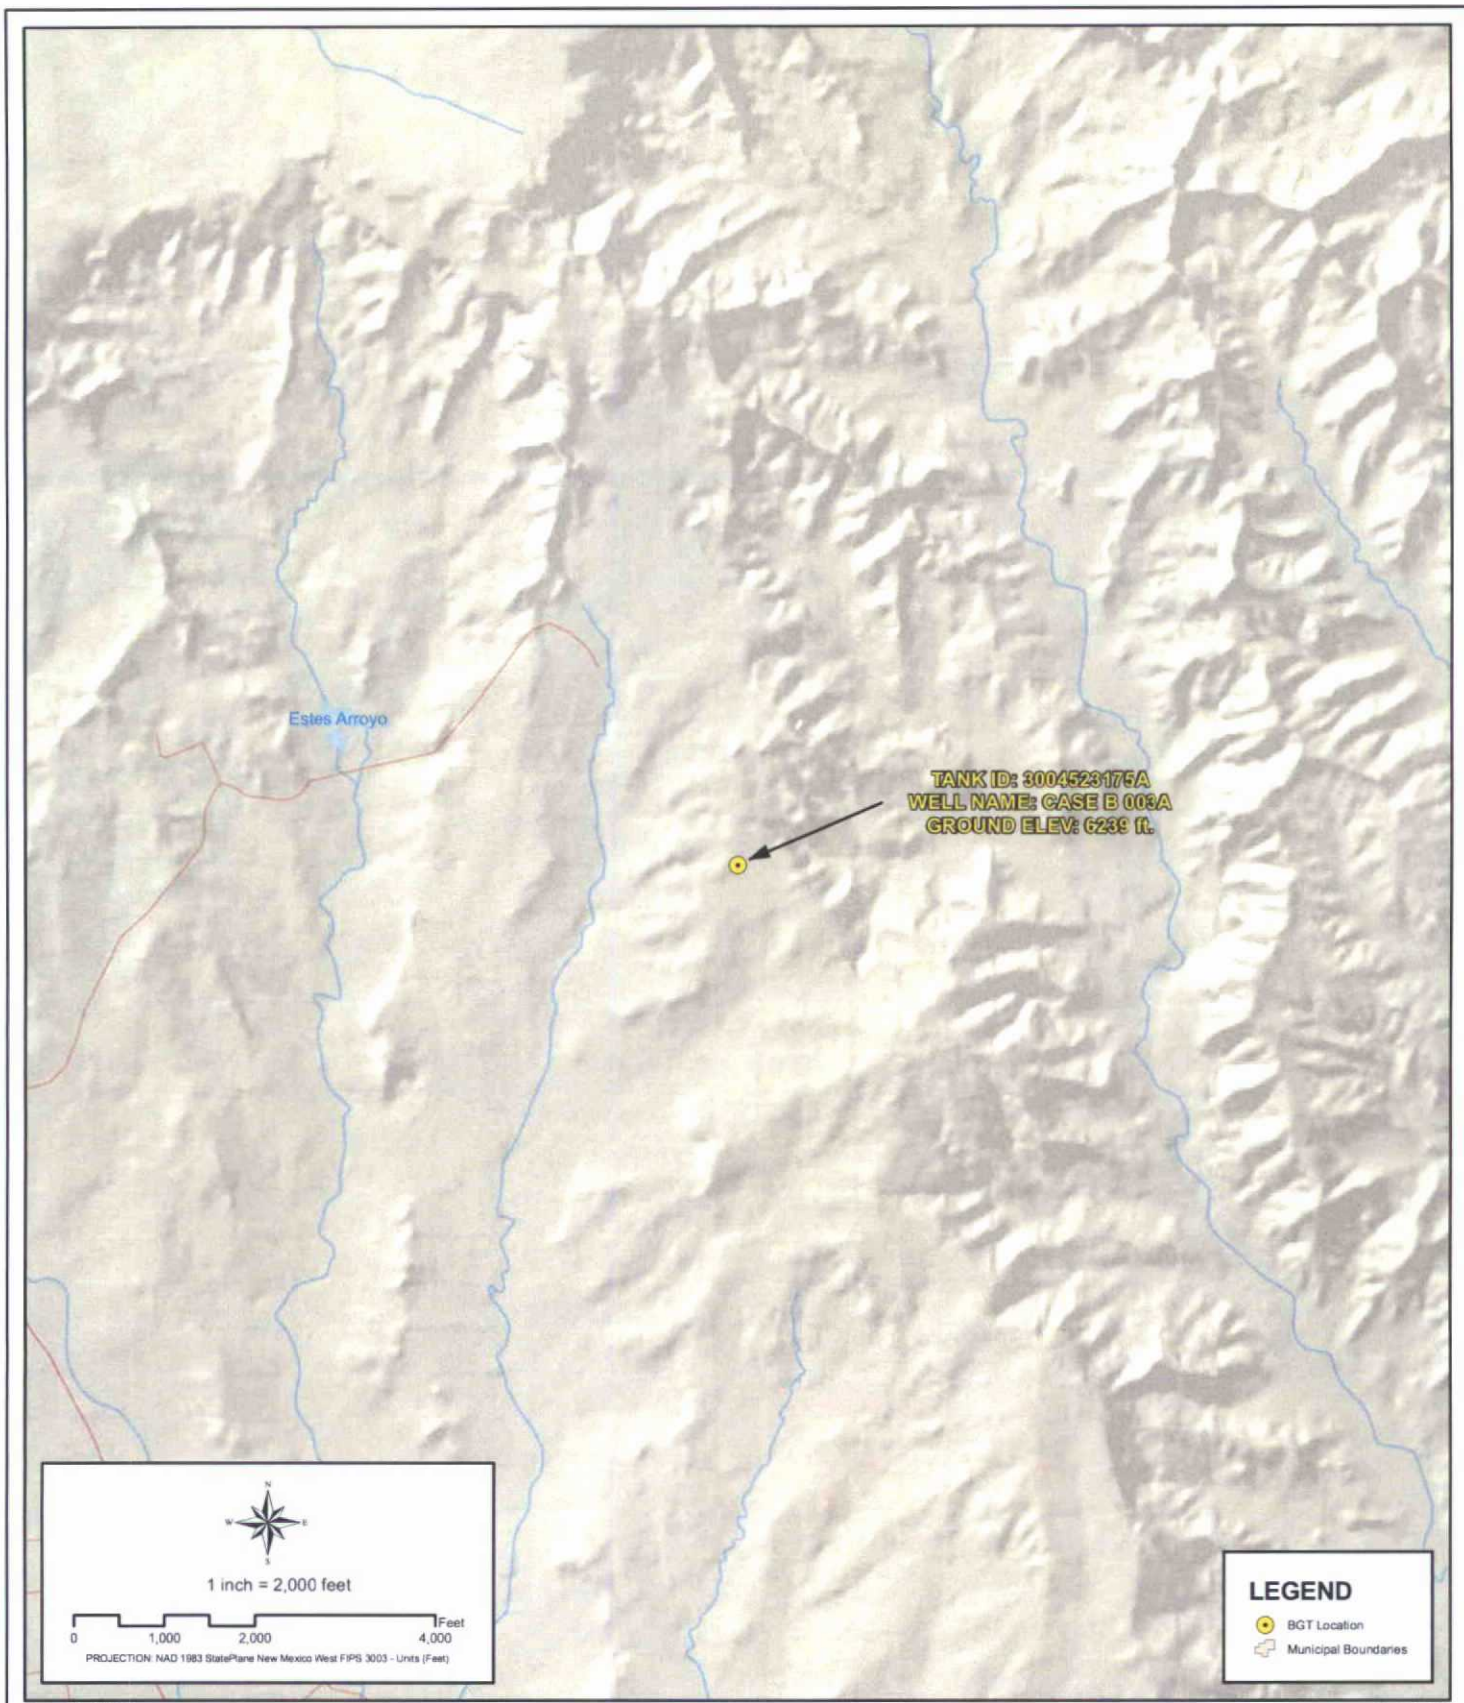 Estes Arroyo
TANK ID: 3004523175A
WELL NAME: CASE B 003A
GROUND ELEV: 6239 ft.
N
W E
S
1 inch = 2,000 feet
Feet
0 1,000 2,000 4,000
PROJECTION: NAD 1983 StatePlane New Mexico West FIPS 3003 - Units (Feet)
LEGEND
BGT Location
Municipal Boundaries